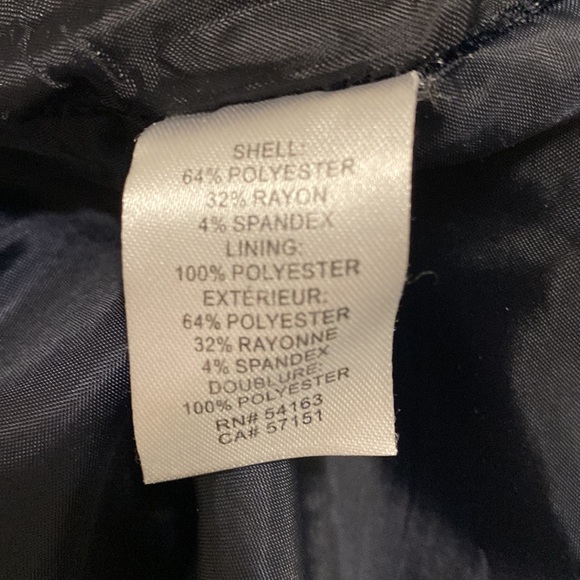 SHELL:
64% POLYESTER
32% RAYON
4% SPANDEX
LINING:
100% POLYESTER
EXTÉRIEUR:
64% POLYESTER
32% RAYONNE
4% SPANDEX
DOUBLURE:
100% POLYESTER
RN# 54163
CA# 57151